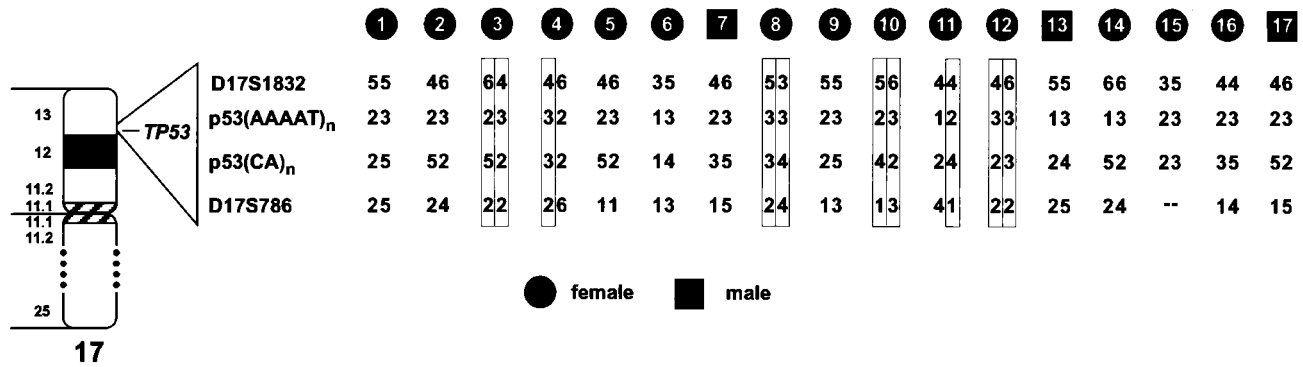 1 2 3 4 5 6 7 8 9 10 11 12 13 14 15 16 17
D17S1832 55 46 64 46 46 35 46 53 55 56 44 46 55 66 35 44 46
13 TP53 p53(AAAAT)n 23 23 23 32 23 13 23 33 23 23 12 33 13 13 23 23 23
12 p53(CA)n 25 52 52 32 52 14 35 34 25 42 24 23 24 52 23 35 52
11.2
11.1 D17S786 25 24 22 26 11 13 15 24 13 13 41 22 25 24 -- 14 15
11.1
11.2
female male
25
17